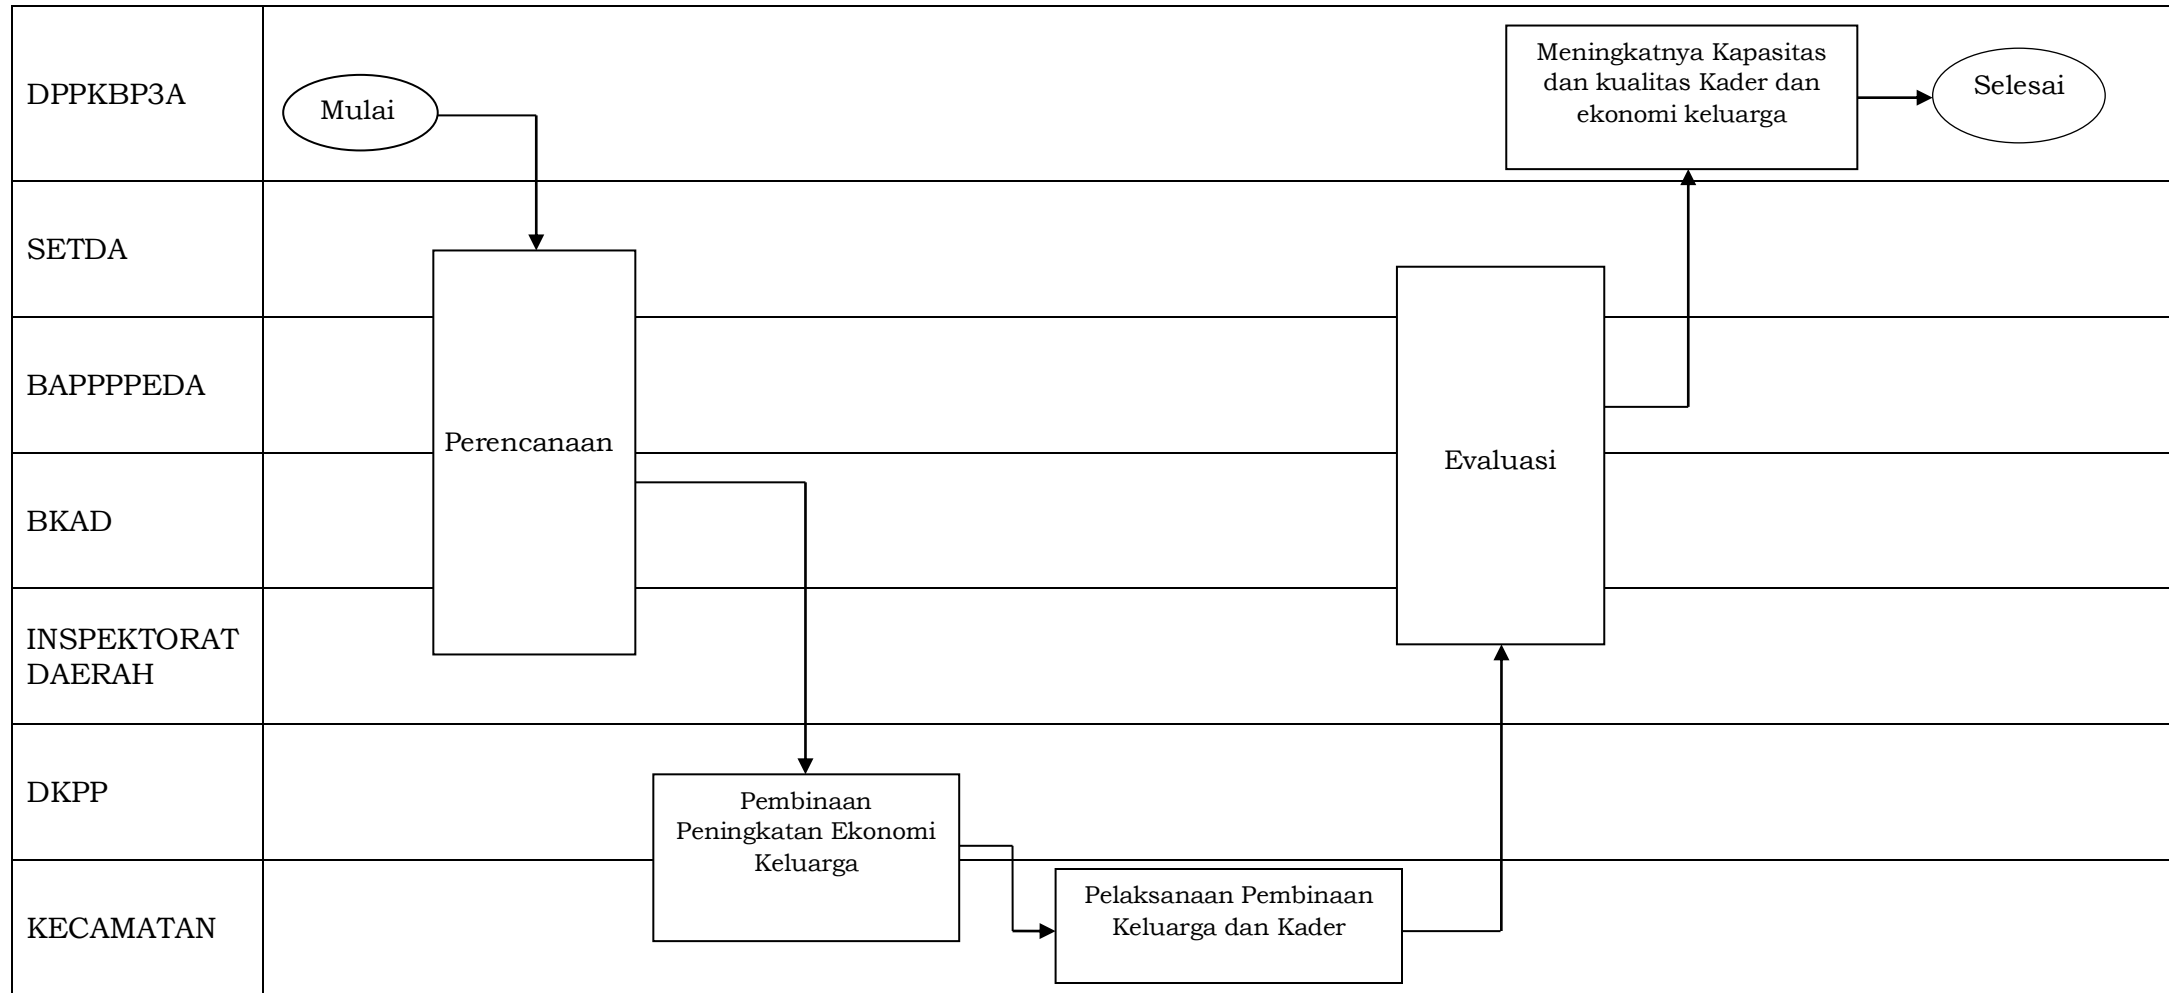 DPPKBP3A
Mulai
Meningkatnya Kapasitas
dan kualitas Kader dan
ekonomi keluarga
Selesai
SETDA
BAPPPPEDA
Perencanaan
Evaluasi
BKAD
INSPEKTORAT
DAERAH
DKPP
Pembinaan
Peningkatan Ekonomi
Keluarga
KECAMATAN
Pelaksanaan Pembinaan
Keluarga dan Kader